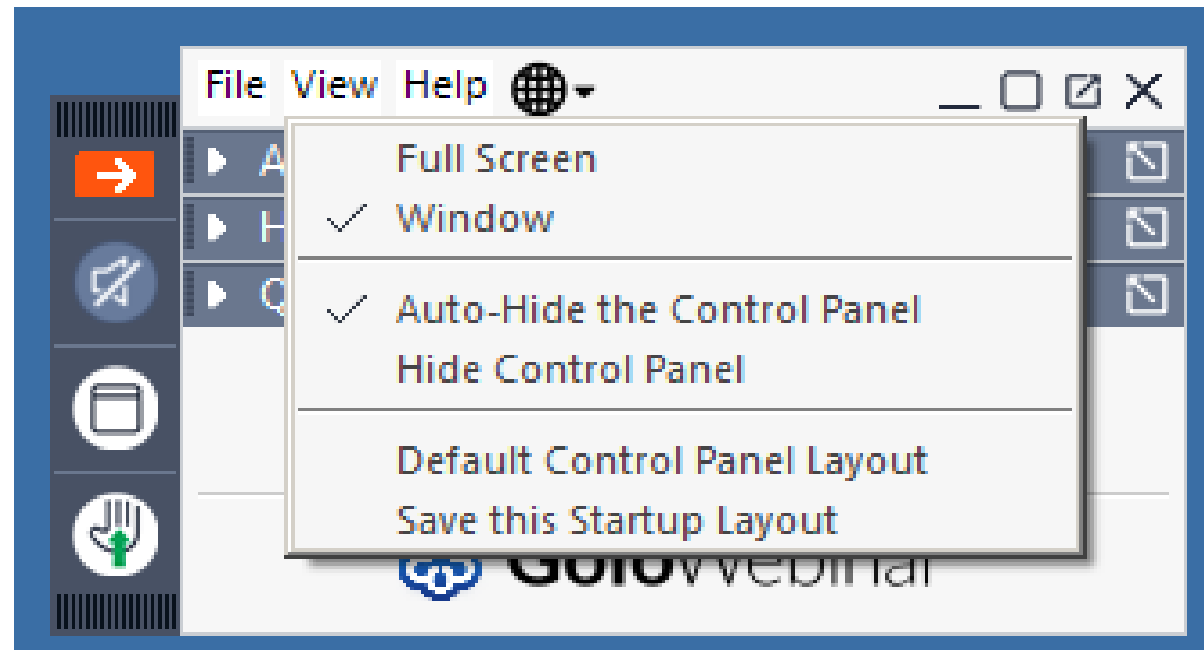 File View Help
Full Screen
Window
Auto-Hide the Control Panel
Hide Control Panel
Default Control Panel Layout
Save this Startup Layout
GoToWebinar